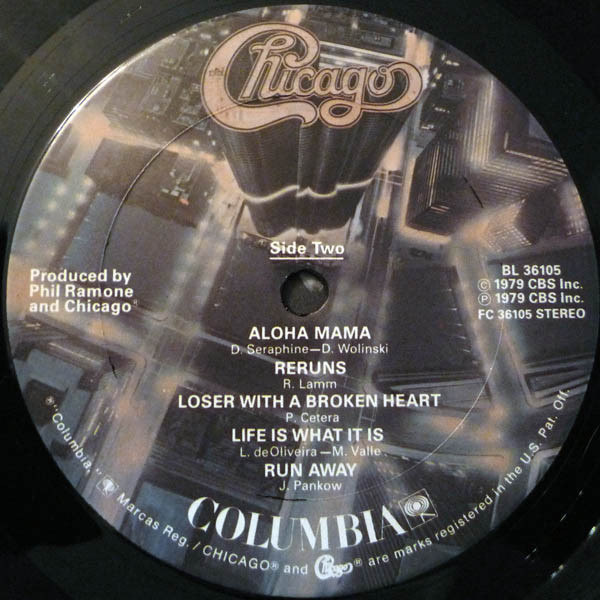 Chicago
Side Two
Produced by
Phil Ramone
and Chicago®
BL 36105
© 1979 CBS Inc.
℗ 1979 CBS Inc.
FC 36105 STEREO
ALOHA MAMA
D. Seraphine—D. Wolinski
RERUNS
R. Lamm
LOSER WITH A BROKEN HEART
P. Cetera
LIFE IS WHAT IT IS
L. deOliveira—M. Valle
RUN AWAY
J. Pankow
COLUMBIA
®"Columbia," Marcas Reg./CHICAGO® and Chicago® are marks registered in the U.S. Pat. Off.